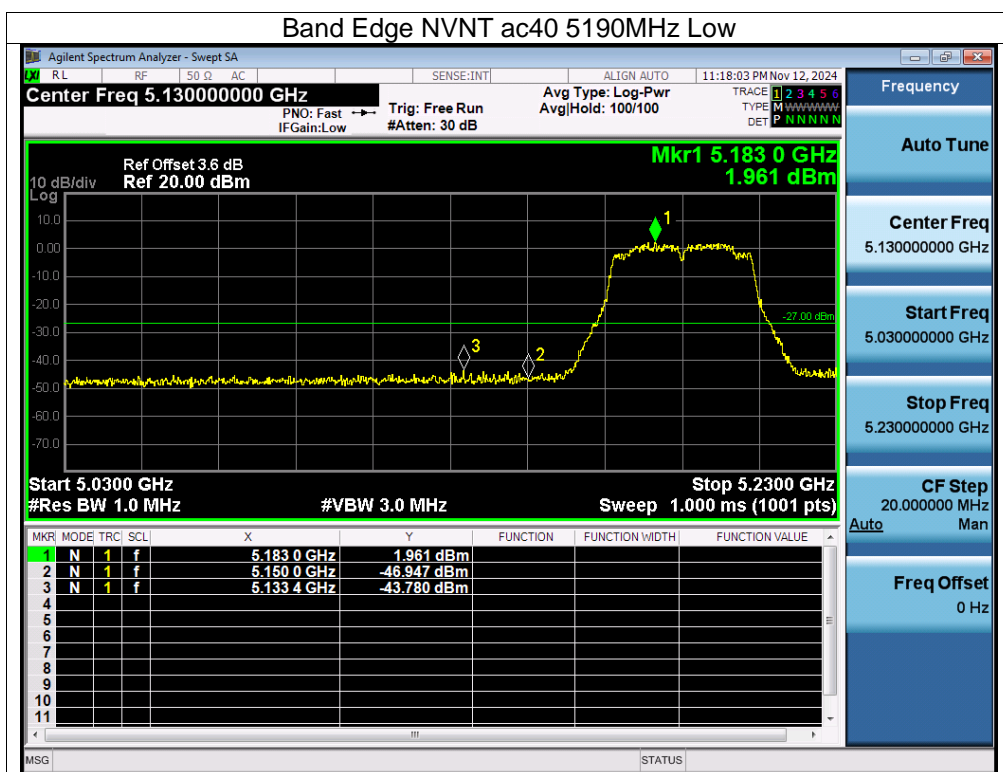 Band Edge NVNT ac40 5190MHz Low
Agilent Spectrum Analyzer - Swept SA
LXI RL RF 50 Ω AC SENSE:INT ALIGN AUTO 11:18:03 PM Nov 12, 2024
Center Freq 5.130000000 GHz
PNO: Fast
IFGain:Low
Trig: Free Run
#Atten: 30 dB
Avg Type: Log-Pwr
Avg|Hold: 100/100
TRACE 1 2 3 4 5 6
TYPE M WWWWW
DET P N N N N N
Ref Offset 3.6 dB
Ref 20.00 dBm
10 dB/div
Log
Mkr1 5.183 0 GHz
1.961 dBm
10.0
0.00
-10.0
-20.0
-30.0
-40.0
-50.0
-60.0
-70.0
1
-27.00 dBm
3
2
Start 5.0300 GHz Stop 5.2300 GHz
#Res BW 1.0 MHz #VBW 3.0 MHz Sweep 1.000 ms (1001 pts)
MKR MODE TRC SCL X Y FUNCTION FUNCTION WIDTH FUNCTION VALUE
1 N 1 f 5.183 0 GHz 1.961 dBm
2 N 1 f 5.150 0 GHz -46.947 dBm
3 N 1 f 5.133 4 GHz -43.780 dBm
4
5
6
7
8
9
10
11
MSG STATUS
Frequency
Auto Tune
Center Freq
5.130000000 GHz
Start Freq
5.030000000 GHz
Stop Freq
5.230000000 GHz
CF Step
20.000000 MHz
Auto Man
Freq Offset
0 Hz